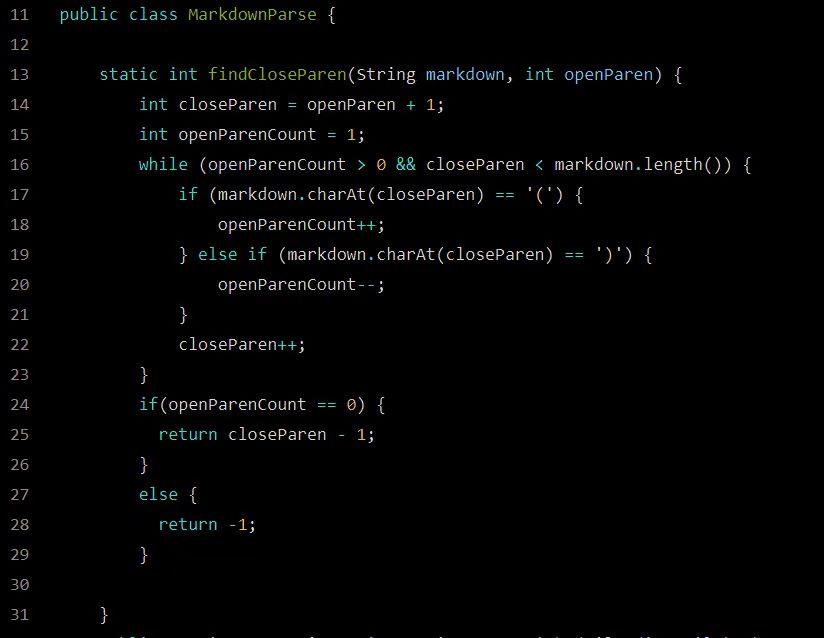 11 public class MarkdownParse {
12
13     static int findCloseParen(String markdown, int openParen) {
14         int closeParen = openParen + 1;
15         int openParenCount = 1;
16         while (openParenCount > 0 && closeParen < markdown.length()) {
17             if (markdown.charAt(closeParen) == '(') {
18                 openParenCount++;
19             } else if (markdown.charAt(closeParen) == ')') {
20                 openParenCount--;
21             }
22             closeParen++;
23         }
24         if(openParenCount == 0) {
25           return closeParen - 1;
26         }
27         else {
28           return -1;
29         }
30
31     }